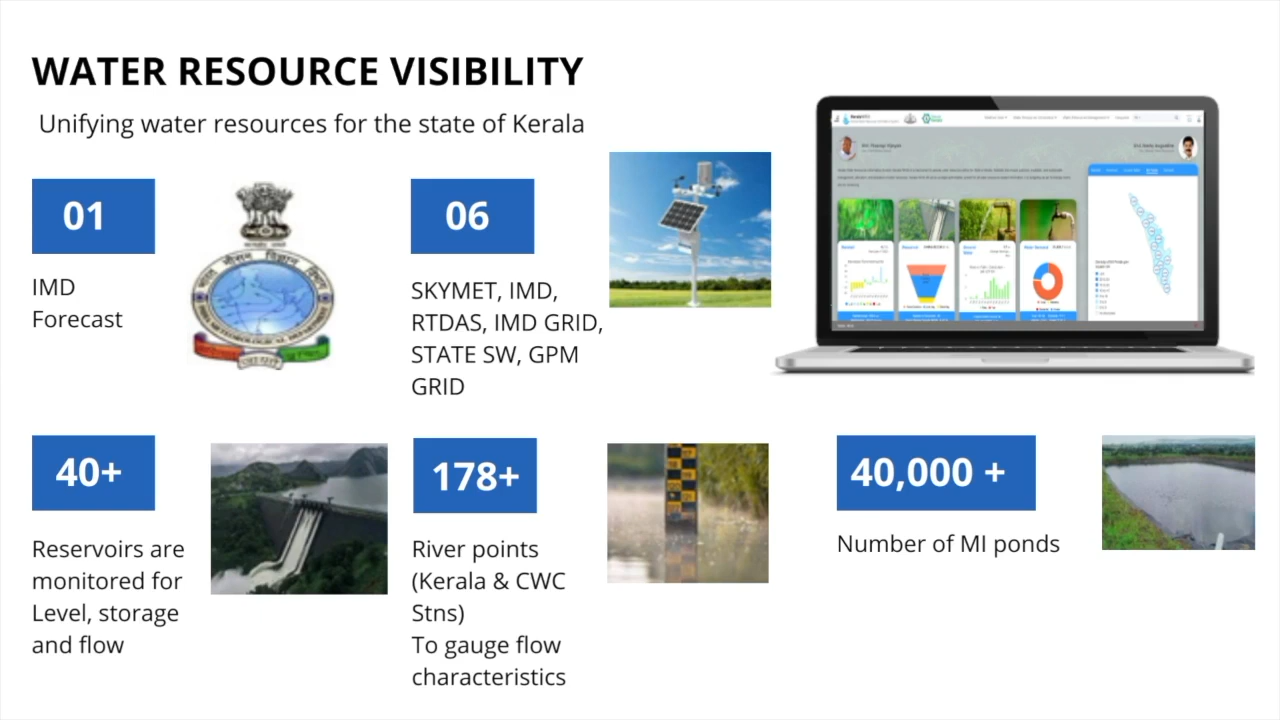 WATER RESOURCE VISIBILITY
Unifying water resources for the state of Kerala
01
IMD
Forecast
06
SKYMET, IMD,
RTDAS, IMD GRID,
STATE SW, GPM
GRID
40+
Reservoirs are
monitored for
Level, storage
and flow
178+
River points
(Kerala & CWC
Stns)
To gauge flow
characteristics
40,000 +
Number of MI ponds